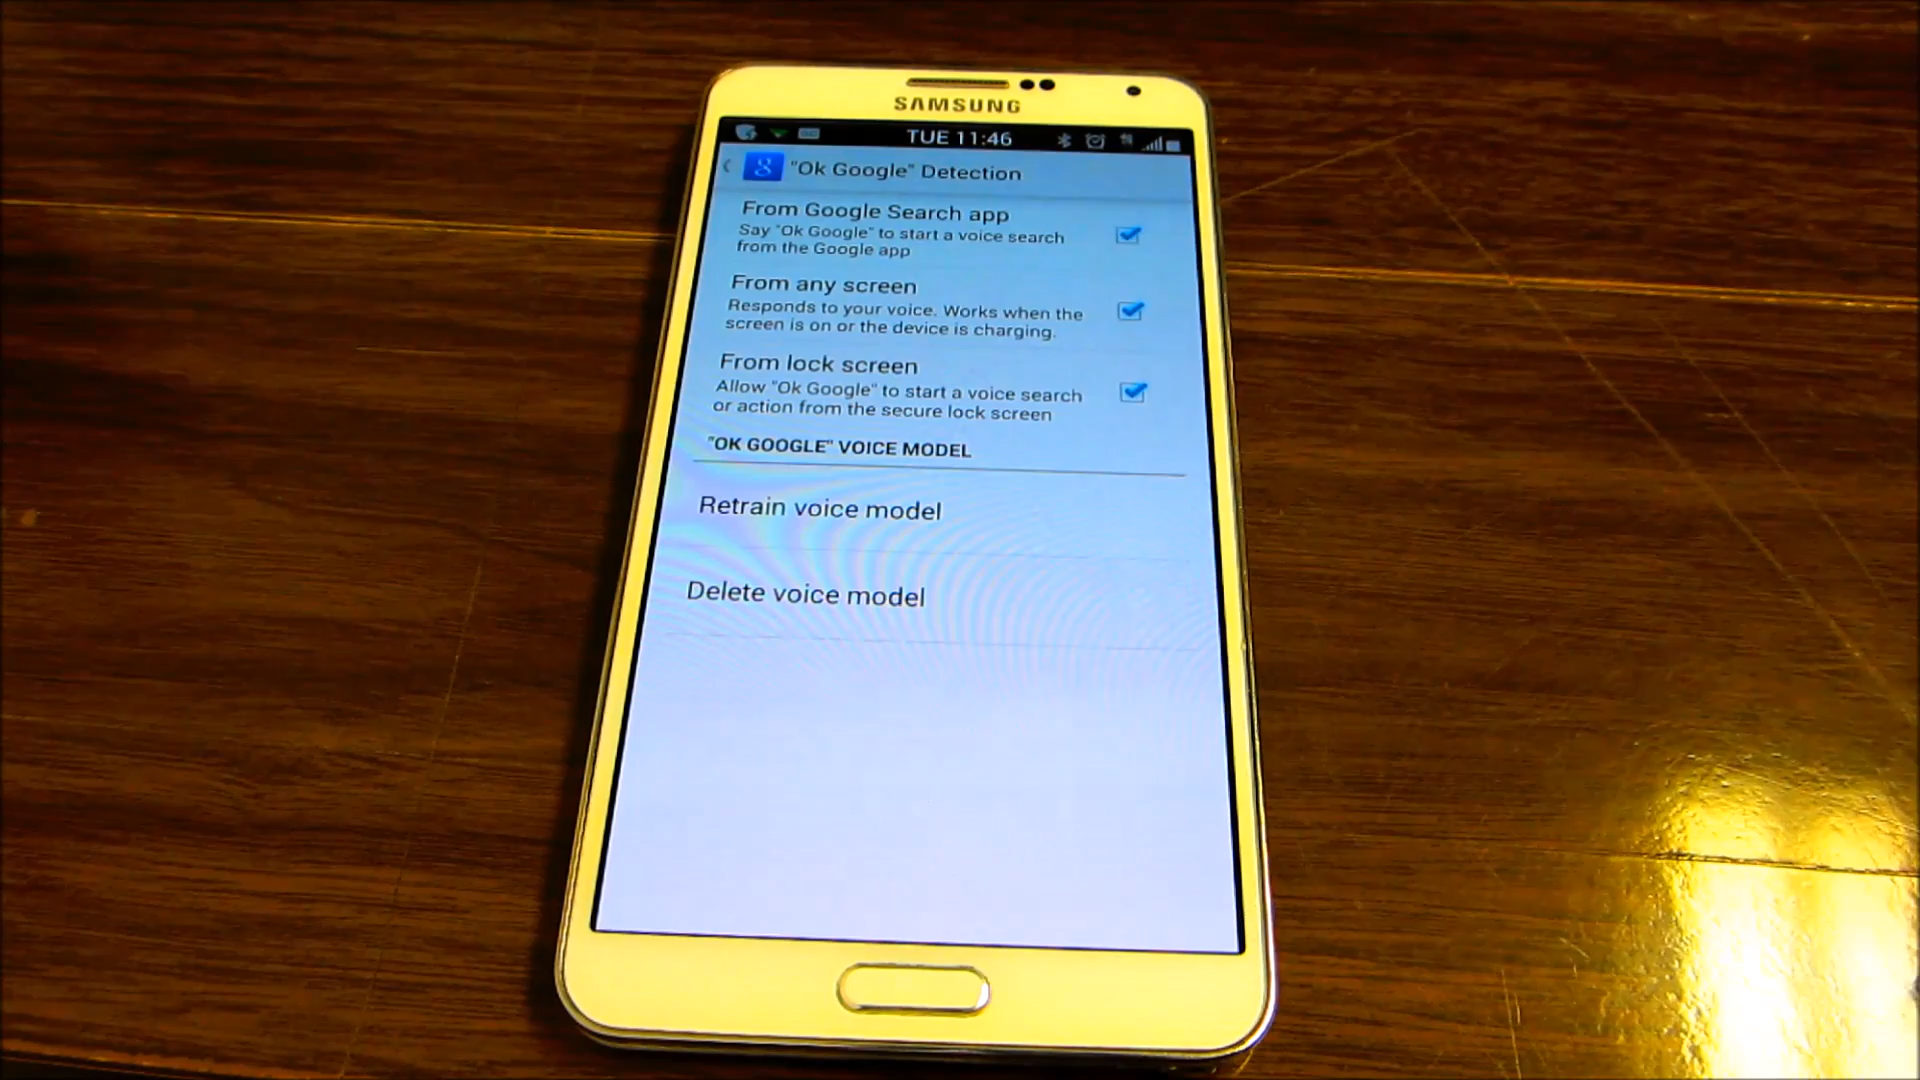 SAMSUNG
TUE 11:46
"Ok Google" Detection
From Google Search app
Say "Ok Google" to start a voice search
from the Google app
From any screen
Responds to your voice. Works when the
screen is on or the device is charging.
From lock screen
Allow "Ok Google" to start a voice search
or action from the secure lock screen
"OK GOOGLE" VOICE MODEL
Retrain voice model
Delete voice model